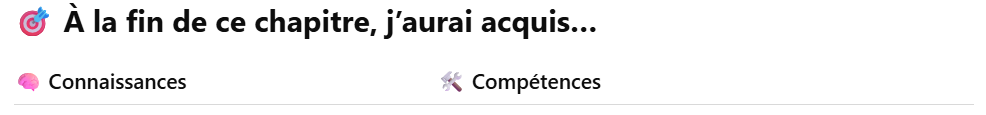 À la fin de ce chapitre, j’aurai acquis…
Connaissances
Compétences